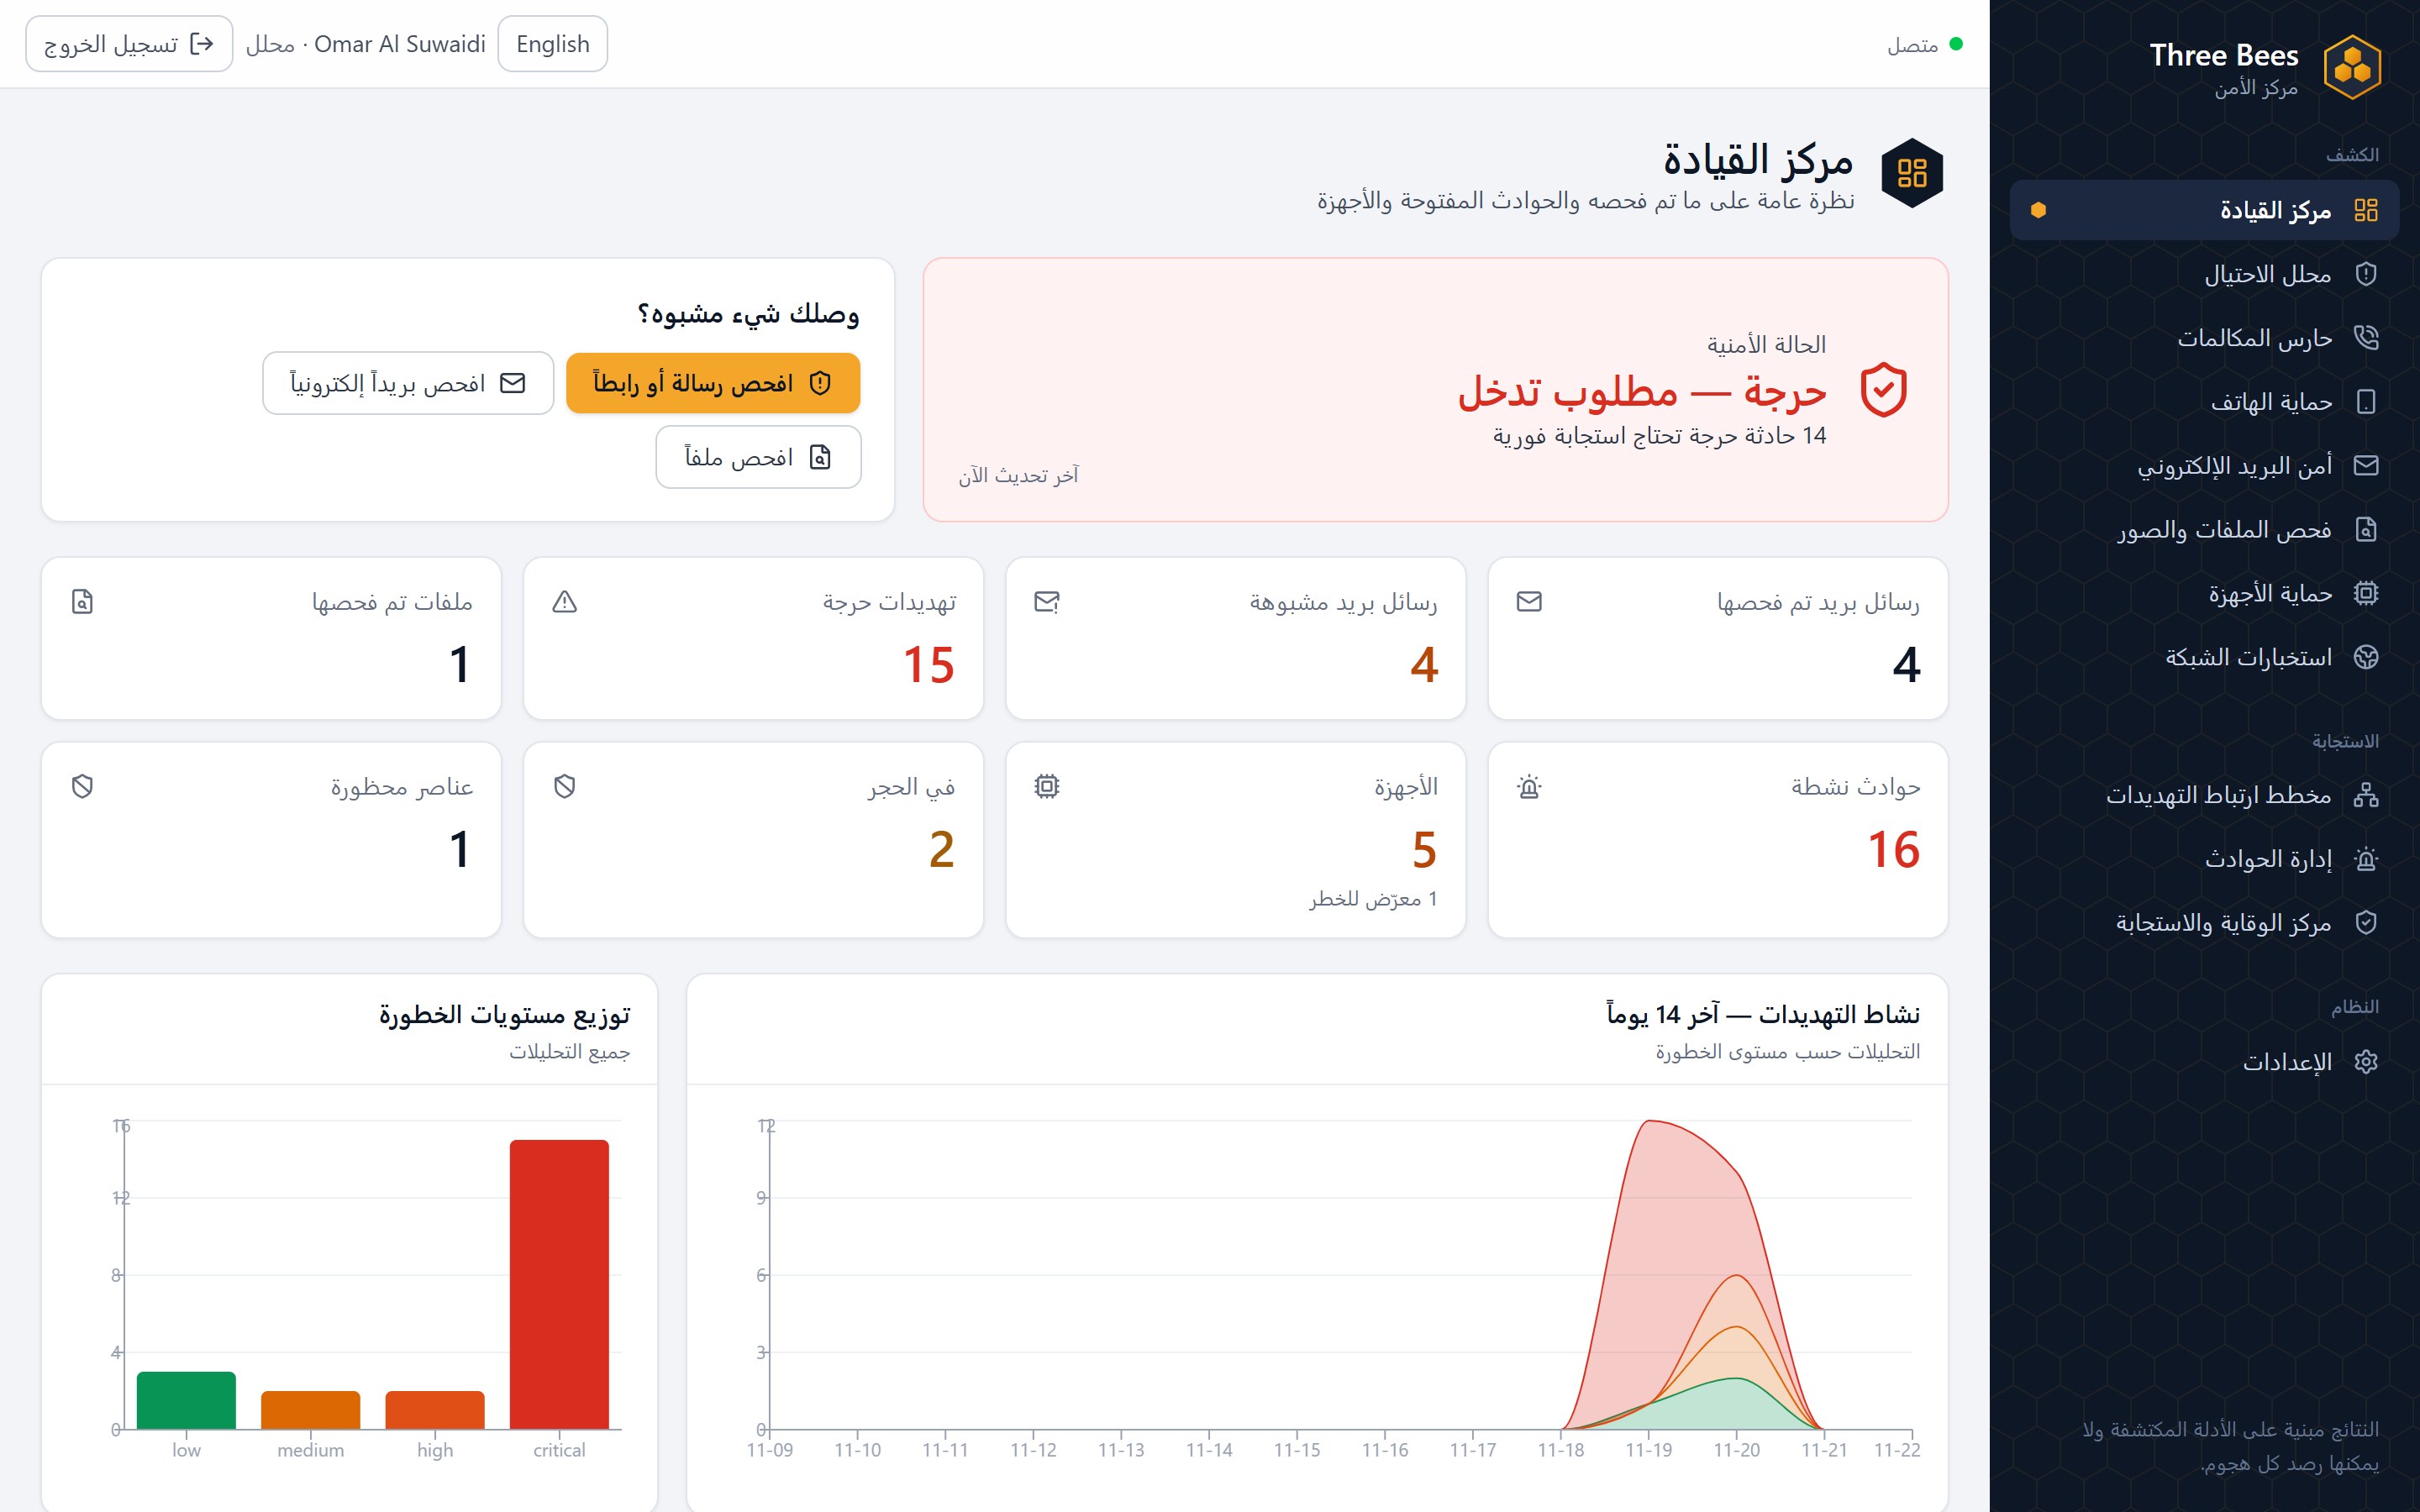 Three Bees
مركز الأمن
الكشف
مركز القيادة
محلل الاحتيال
حارس المكالمات
حماية الهاتف
أمن البريد الإلكتروني
فحص الملفات والصور
حماية الأجهزة
استخبارات الشبكة
الاستجابة
مخطط ارتباط التهديدات
إدارة الحوادث
مركز الوقاية والاستجابة
النظام
الإعدادات
النتائج مبنية على الأدلة المكتشفة ولا
يمكنها رصد كل هجوم.
متصل
English
Omar Al Suwaidi · محلل
تسجيل الخروج
مركز القيادة
نظرة عامة على ما تم فحصه والحوادث المفتوحة والأجهزة
الحالة الأمنية
حرجة — مطلوب تدخل
14 حادثة حرجة تحتاج استجابة فورية
آخر تحديث الآن
وصلك شيء مشبوه؟
افحص رسالة أو رابطاً
افحص بريداً إلكترونياً
افحص ملفاً
رسائل بريد تم فحصها
4
رسائل بريد مشبوهة
4
تهديدات حرجة
15
ملفات تم فحصها
1
حوادث نشطة
16
الأجهزة
5
1 معرّض للخطر
في الحجر
2
عناصر محظورة
1
نشاط التهديدات — آخر 14 يوماً
التحليلات حسب مستوى الخطورة
12
9
6
3
0
11-09 11-10 11-11 11-12 11-13 11-14 11-15 11-16 11-17 11-18 11-19 11-20 11-21 11-22
توزيع مستويات الخطورة
جميع التحليلات
16
12
8
4
0
low medium high critical